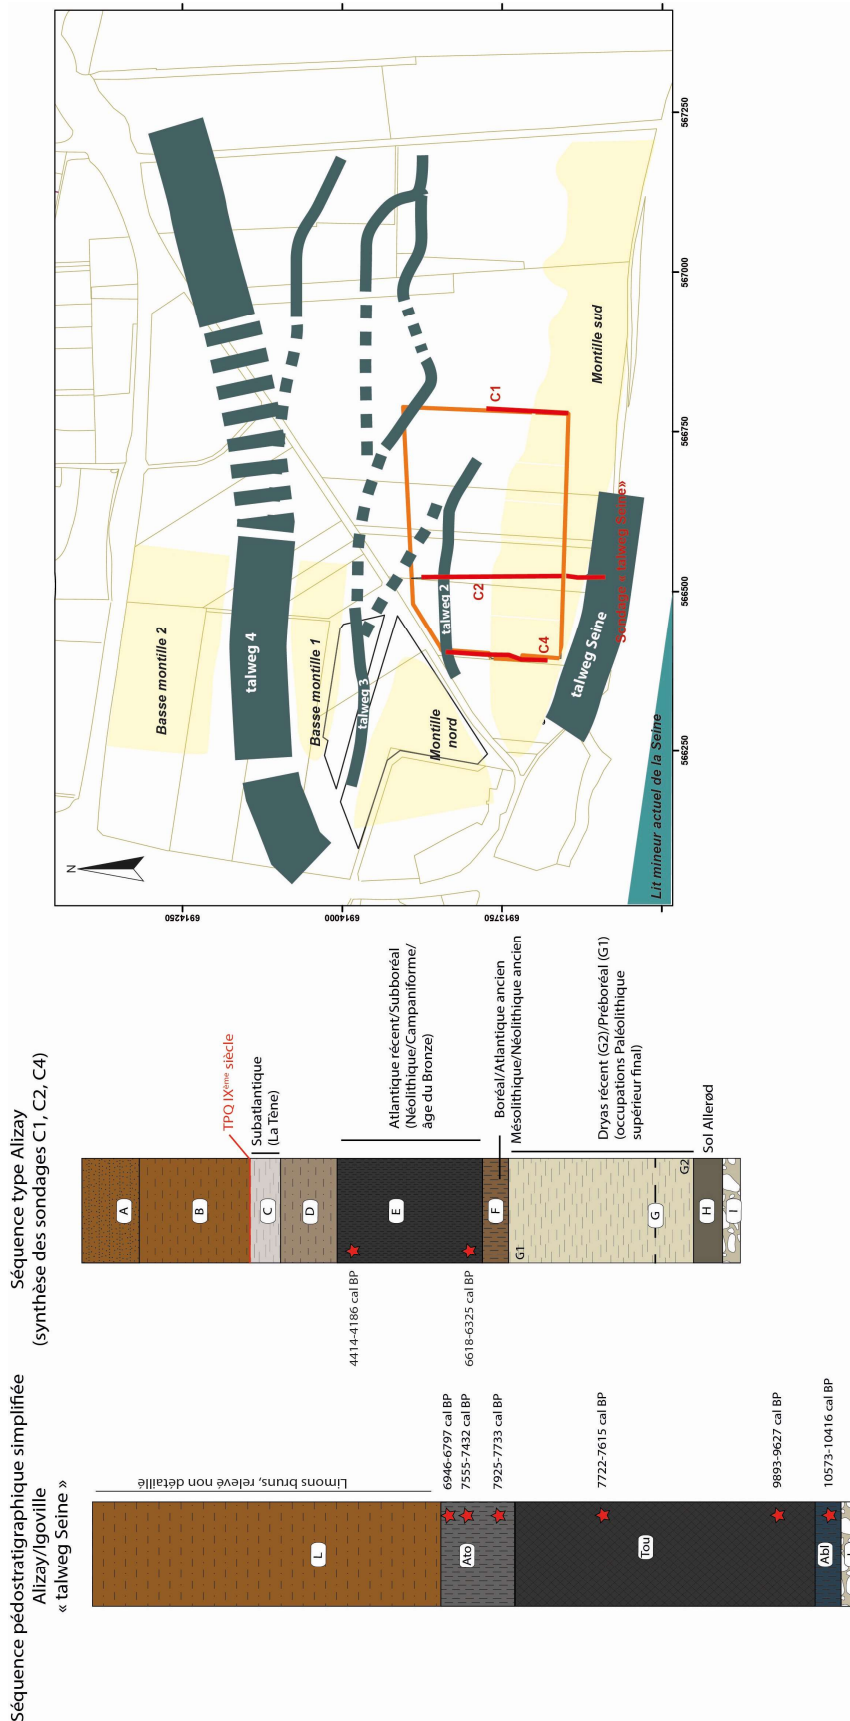 Séquence pédostratigraphique simplifiée
Alizay/Igoville
« talweg Seine »
Limons bruns, relevé non détaillé
L
Ato
Tou
Abl
6946-6797 cal BP
7555-7432 cal BP
7925-7733 cal BP
7722-7615 cal BP
9893-9627 cal BP
10573-10416 cal BP
Séquence type Alizay
(synthèse des sondages C1, C2, C4)
A
B
C
D
E
F
G1
G
G2
H
I
4414-4186 cal BP
6618-6325 cal BP
TPQ IXème siècle
Subatlantique
(La Tène)
Atlantique récent/Subboréal
(Néolithique/Campaniforme/
âge du Bronze)
Boréal/Atlantique ancien
Mésolithique/Néolithique ancien
Dryas récent (G2)/Préboréal (G1)
(occupations Paléolithique
supérieur final)
Sol Allerød
N
6914250
6914000
6913750
566250
566500
566750
567000
567250
Basse montille 2
talweg 4
Basse montille 1
talweg 3
Montille
nord
talweg 2
C2
C4
C1
Montille sud
talweg Seine
Sondage « talweg Seine»
Lit mineur actuel de la Seine